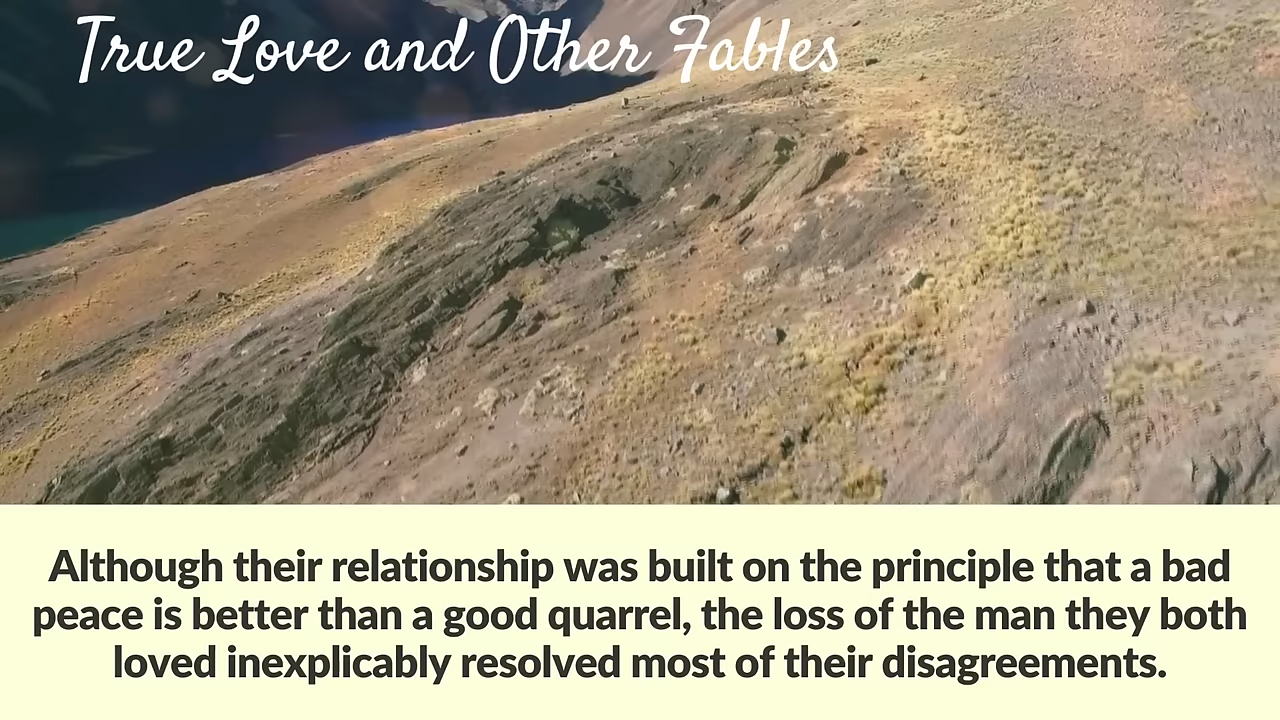 True Love and Other Fables
Although their relationship was built on the principle that a bad
peace is better than a good quarrel, the loss of the man they both
loved inexplicably resolved most of their disagreements.